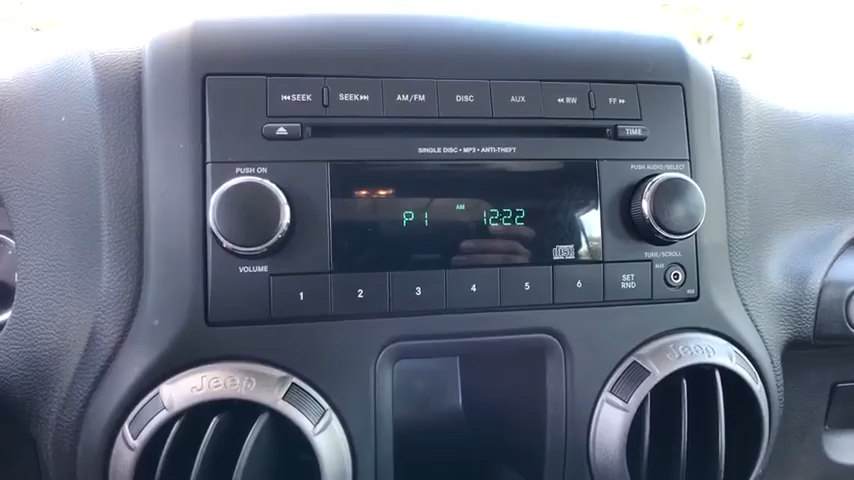 SEEK SEEK AM/FM DISC AUX RW FF
TIME
SINGLE DISC • MP3 • ANTI-THEFT
PUSH ON
PUSH AUDIO/SELECT
P1 AM 12:22
disc
VOLUME
TUNE/SCROLL
1 2 3 4 5 6 SET RND AUX
Jeep
Jeep